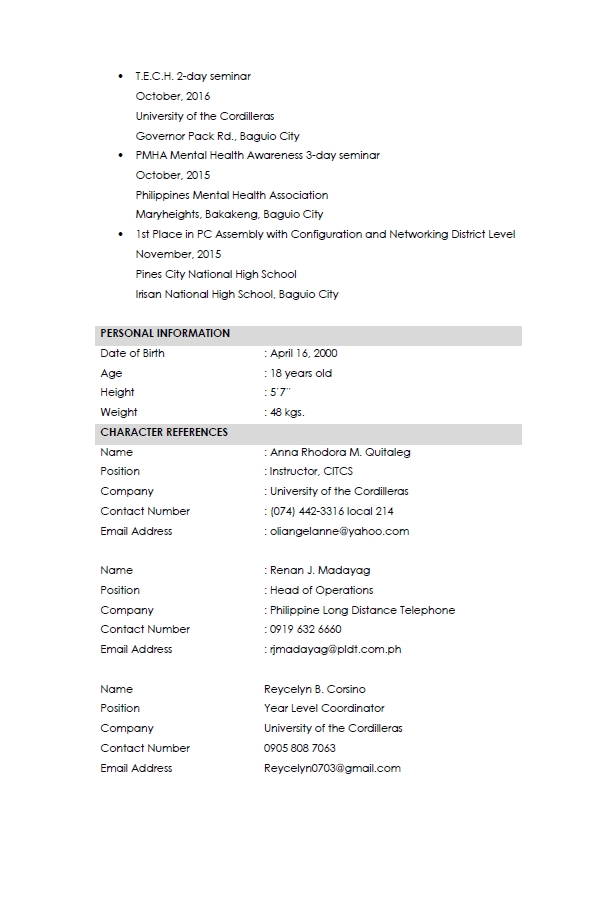 • T.E.C.H. 2-day seminar
October, 2016
University of the Cordilleras
Governor Pack Rd., Baguio City
• PMHA Mental Health Awareness 3-day seminar
October, 2015
Philippines Mental Health Association
Maryheights, Bakakeng, Baguio City
• 1st Place in PC Assembly with Configuration and Networking District Level
November, 2015
Pines City National High School
Irisan National High School, Baguio City
PERSONAL INFORMATION
Date of Birth : April 16, 2000
Age : 18 years old
Height : 5'7"
Weight : 48 kgs.
CHARACTER REFERENCES
Name : Anna Rhodora M. Quitaleg
Position : Instructor, CITCS
Company : University of the Cordilleras
Contact Number : (074) 442-3316 local 214
Email Address : oliangelanne@yahoo.com
Name : Renan J. Madayag
Position : Head of Operations
Company : Philippine Long Distance Telephone
Contact Number : 0919 632 6660
Email Address : rjmadayag@pldt.com.ph
Name Reycelyn B. Corsino
Position Year Level Coordinator
Company University of the Cordilleras
Contact Number 0905 808 7063
Email Address Reycelyn0703@gmail.com